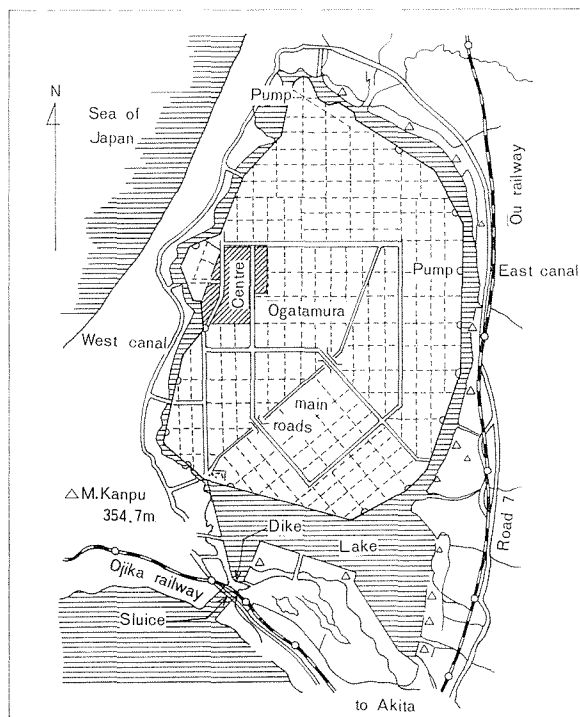 N
Sea of
Japan
Pump
Ou railway
Centre
Pump
East canal
Ogatamura
West canal
main
roads
△M.Kanpu
354.7m
Dike
Lake
Road 7
Ojika railway
Sluice
to Akita